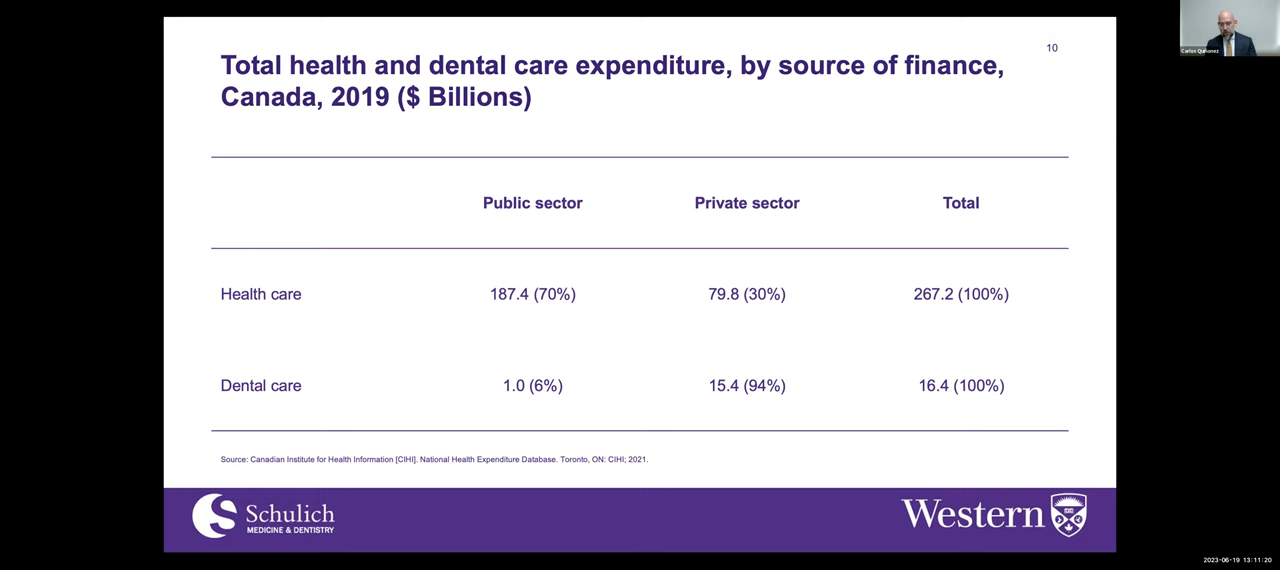 10
Total health and dental care expenditure, by source of finance,
Canada, 2019 ($ Billions)
Public sector Private sector Total
Health care 187.4 (70%) 79.8 (30%) 267.2 (100%)
Dental care 1.0 (6%) 15.4 (94%) 16.4 (100%)
Source: Canadian Institute for Health Information [CIHI]. National Health Expenditure Database. Toronto, ON: CIHI; 2021.
Schulich
MEDICINE & DENTISTRY
Western
Carlos Quiñonez
2023-06-19 13:11:20